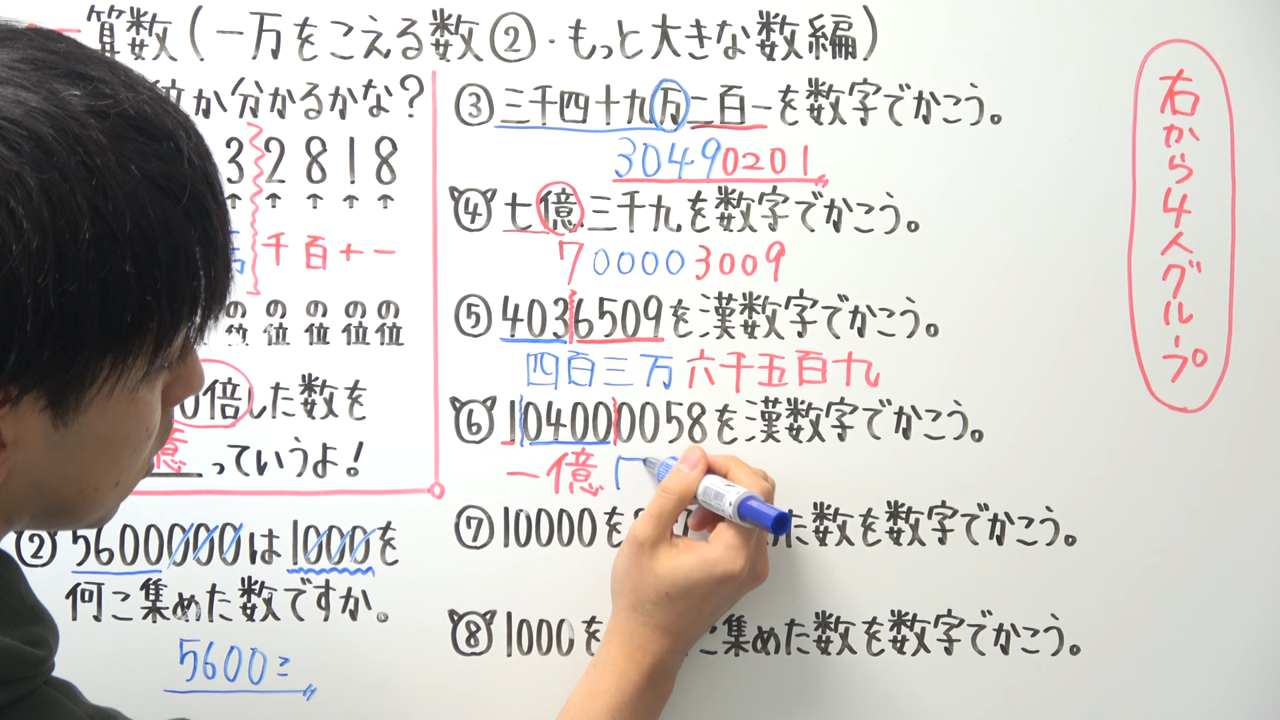 算数(一万をこえる数②・もっと大きな数編)
か分かるかな?
3 2 8 1 8
↑ ↑ ↑ ↑ ↑
千 百 十 一
の の の の の
位 位 位 位 位
0倍した数を
億っていうよ!
②5600000は1000を
何こ集めた数ですか。
5600こ
③三千四十九万二百一を数字でかこう。
30490201
④七億三千九を数字でかこう。
700003009
⑤4036509を漢数字でかこう。
四百三万六千五百九
⑥104000058を漢数字でかこう。
一億
⑦10000を た数を数字でかこう。
⑧1000を こ集めた数を数字でかこう。
右から4人グループ